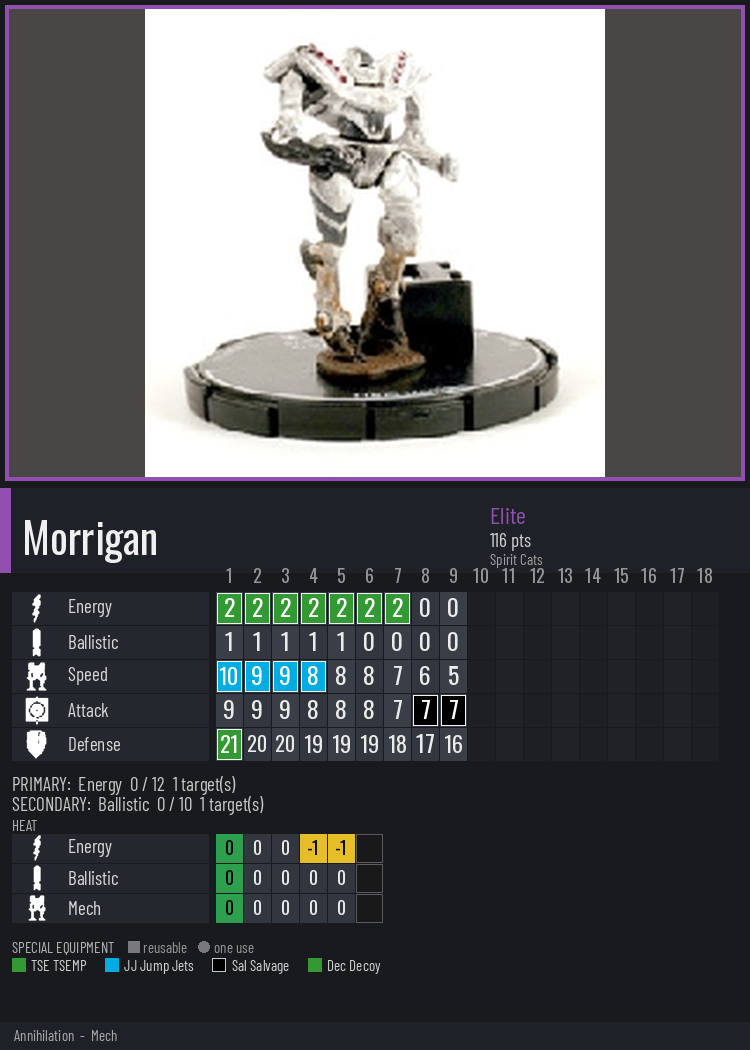 Morrigan
Elite
116 pts
Spirit Cats
1 2 3 4 5 6 7 8 9 10 11 12 13 14 15 16 17 18
Energy 2 2 2 2 2 2 2 0 0
Ballistic 1 1 1 1 1 0 0 0 0
Speed 10 9 9 8 8 8 7 6 5
Attack 9 9 9 8 8 8 7 7 7
Defense 21 20 20 19 19 19 18 17 16
PRIMARY: Energy 0 / 12 1 target(s)
SECONDARY: Ballistic 0 / 10 1 target(s)
HEAT
Energy 0 0 0 -1 -1
Ballistic 0 0 0 0 0
Mech 0 0 0 0 0
SPECIAL EQUIPMENT reusable one use
TSE TSEMP JJ Jump Jets Sal Salvage Dec Decoy
Annihilation - Mech